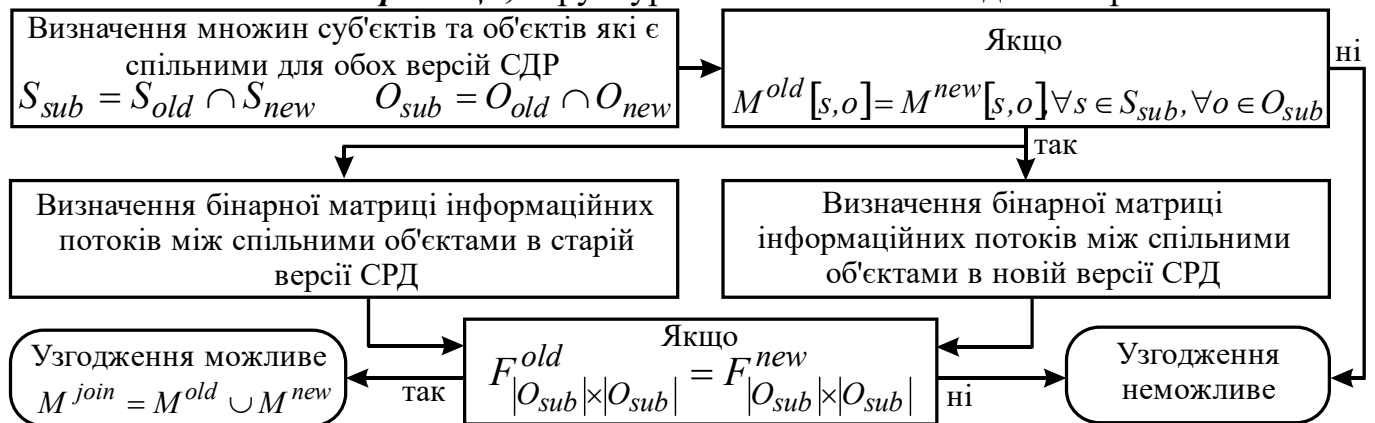 Визначення множин суб'єктів та об'єктів які є
спільними для обох версій СДР
S_sub = S_old ∩ S_new O_sub = O_old ∩ O_new
Якщо
M^old[s,o] = M^new[s,o], ∀s ∈ S_sub, ∀o ∈ O_sub
ні
так
Визначення бінарної матриці інформаційних
потоків між спільними об'єктами в старій
версії СРД
Визначення бінарної матриці
інформаційних потоків між спільними
об'єктами в новій версії СРД
Якщо
F^old_|O_sub|×|O_sub| = F^new_|O_sub|×|O_sub|
так
ні
Узгодження можливе
M^join = M^old ∪ M^new
Узгодження
неможливе